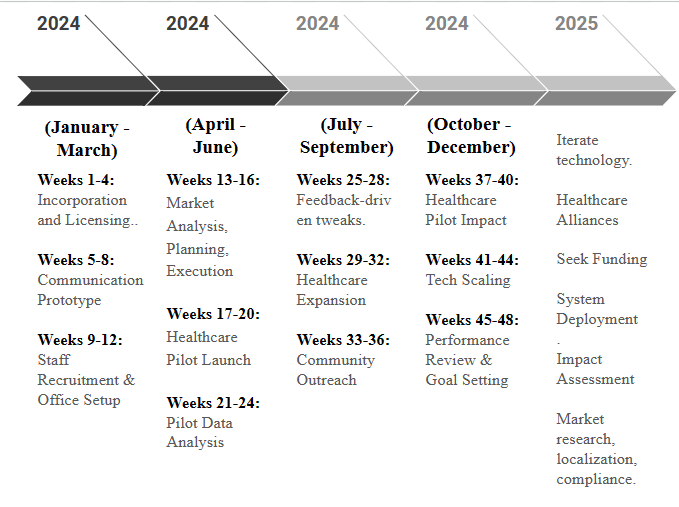 2024
(January -
March)
Weeks 1-4:
Incorporation
and Licensing..
Weeks 5-8:
Communication
Prototype
Weeks 9-12:
Staff
Recruitment &
Office Setup
2024
(April -
June)
Weeks 13-16:
Market
Analysis,
Planning,
Execution
Weeks 17-20:
Healthcare
Pilot Launch
Weeks 21-24:
Pilot Data
Analysis
2024
(July -
September)
Weeks 25-28:
Feedback-driv
en tweaks.
Weeks 29-32:
Healthcare
Expansion
Weeks 33-36:
Community
Outreach
2024
(October -
December)
Weeks 37-40:
Healthcare
Pilot Impact
Weeks 41-44:
Tech Scaling
Weeks 45-48:
Performance
Review &
Goal Setting
2025
Iterate
technology.
Healthcare
Alliances
Seek Funding
System
Deployment
.
Impact
Assessment
Market
research,
localization,
compliance.